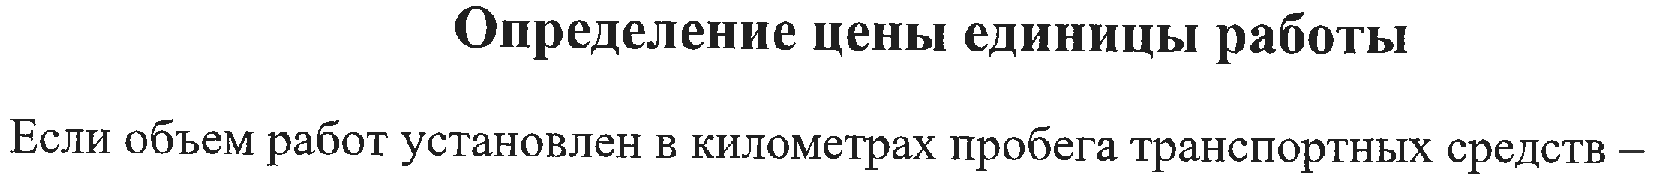 Определение цены единицы работы
Если объем работ установлен в километрах пробега транспортных средств –